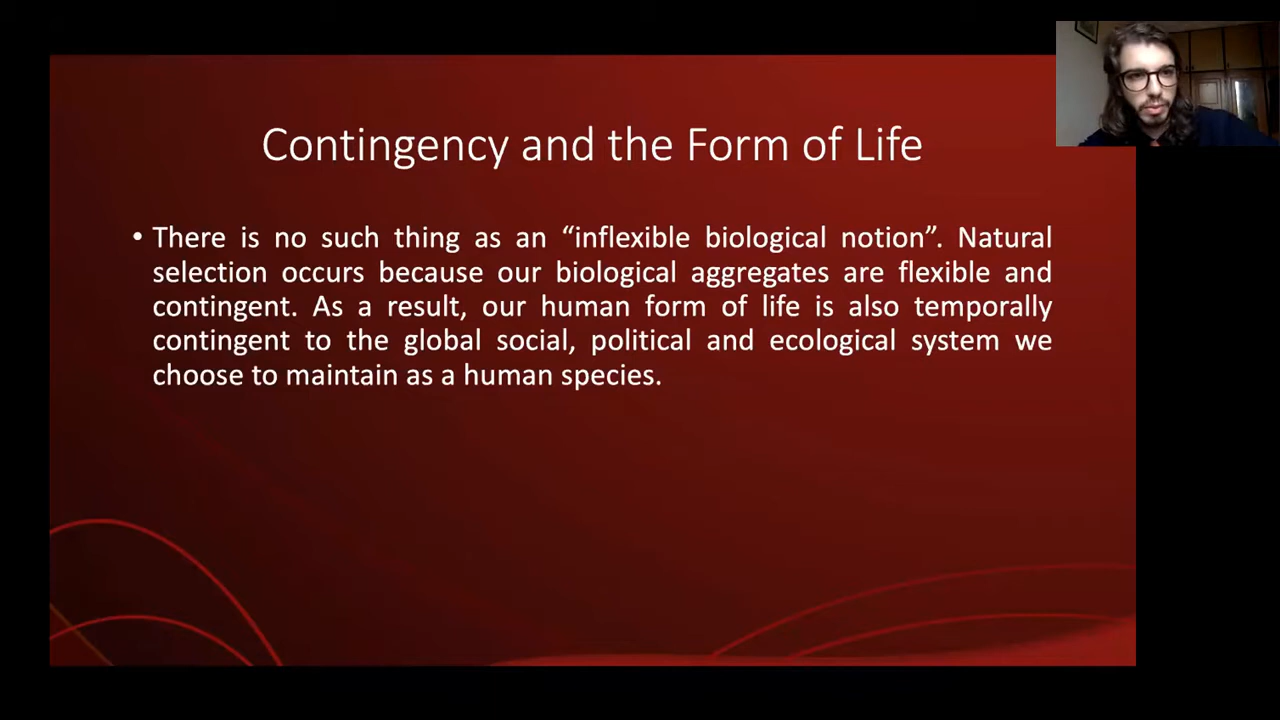 Contingency and the Form of Life
• There is no such thing as an “inflexible biological notion”. Natural
selection occurs because our biological aggregates are flexible and
contingent. As a result, our human form of life is also temporally
contingent to the global social, political and ecological system we
choose to maintain as a human species.